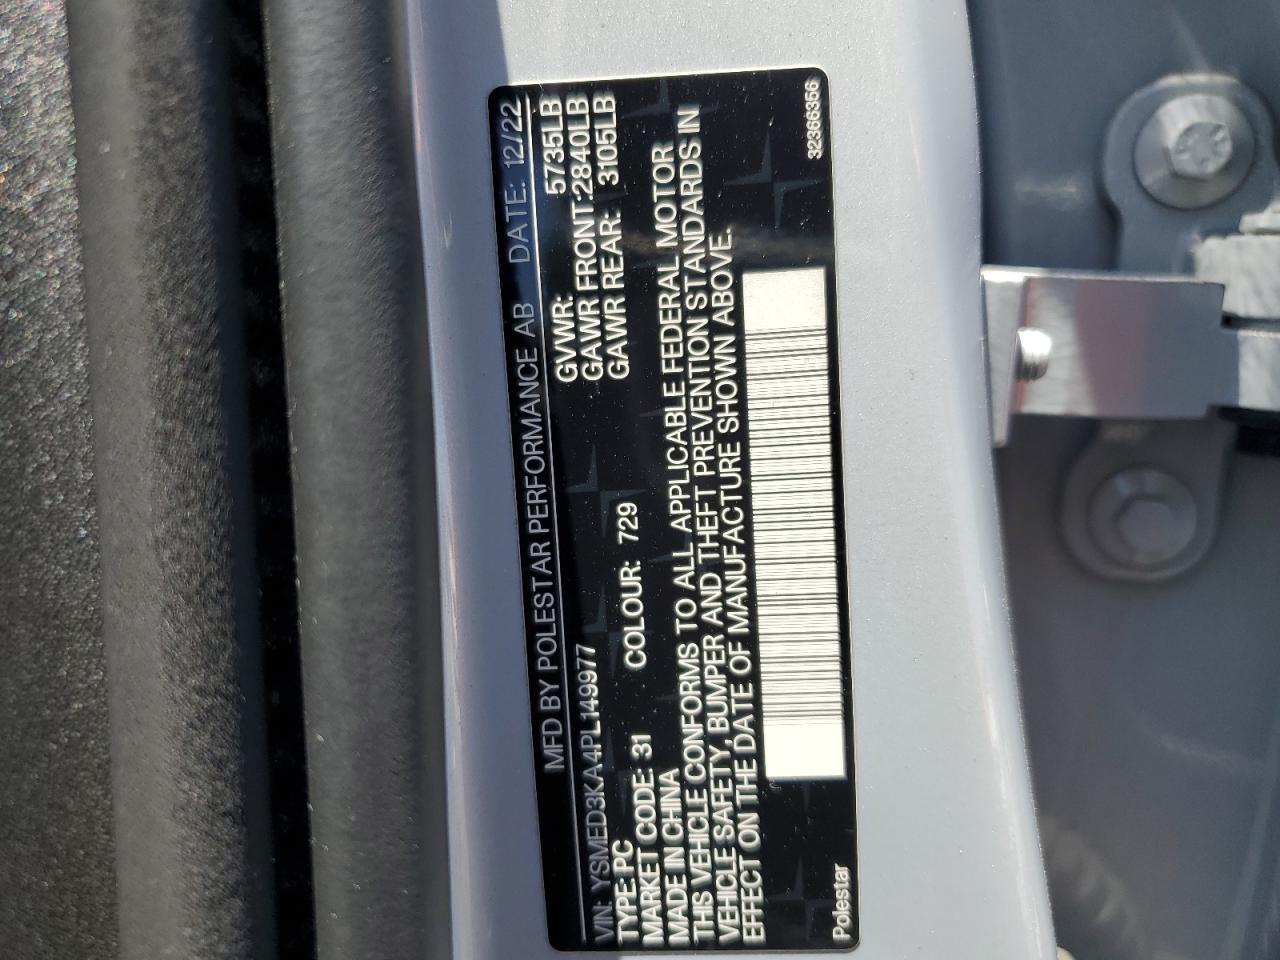 MFD BY POLESTAR PERFORMANCE AB DATE: 12/22
VIN: YSMED3KA4PL149977
GVWR: 5735LB
TYPE: PC COLOUR: 729 GAWR FRONT: 2840LB
MARKET CODE: 31 GAWR REAR: 3105LB
MADE IN CHINA
THIS VEHICLE CONFORMS TO ALL APPLICABLE FEDERAL MOTOR
VEHICLE SAFETY, BUMPER AND THEFT PREVENTION STANDARDS IN
EFFECT ON THE DATE OF MANUFACTURE SHOWN ABOVE.
Polestar 32366356